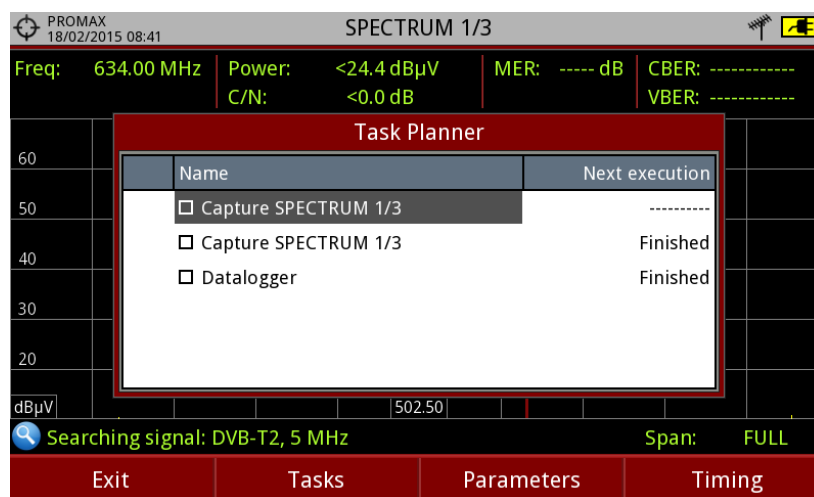 PROMAX
18/02/2015 08:41
SPECTRUM 1/3
Freq: 634.00 MHz Power: <24.4 dBµV MER: ----- dB CBER: ------------
C/N: <0.0 dB VBER: ------------
Task Planner
Name Next execution
Capture SPECTRUM 1/3 ----------
Capture SPECTRUM 1/3 Finished
Datalogger Finished
60
50
40
30
20
dBµV 502.50
Searching signal: DVB-T2, 5 MHz Span: FULL
Exit Tasks Parameters Timing